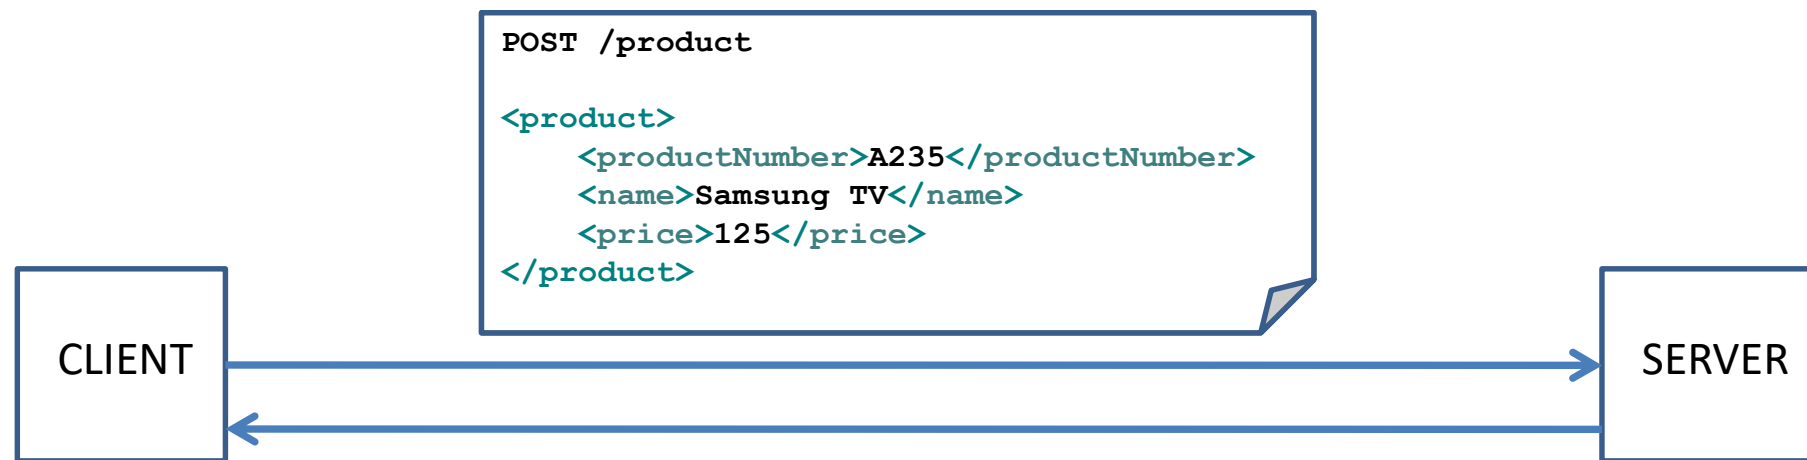 POST /product
<product>
    <productNumber>A235</productNumber>
    <name>Samsung TV</name>
    <price>125</price>
</product>
CLIENT
SERVER